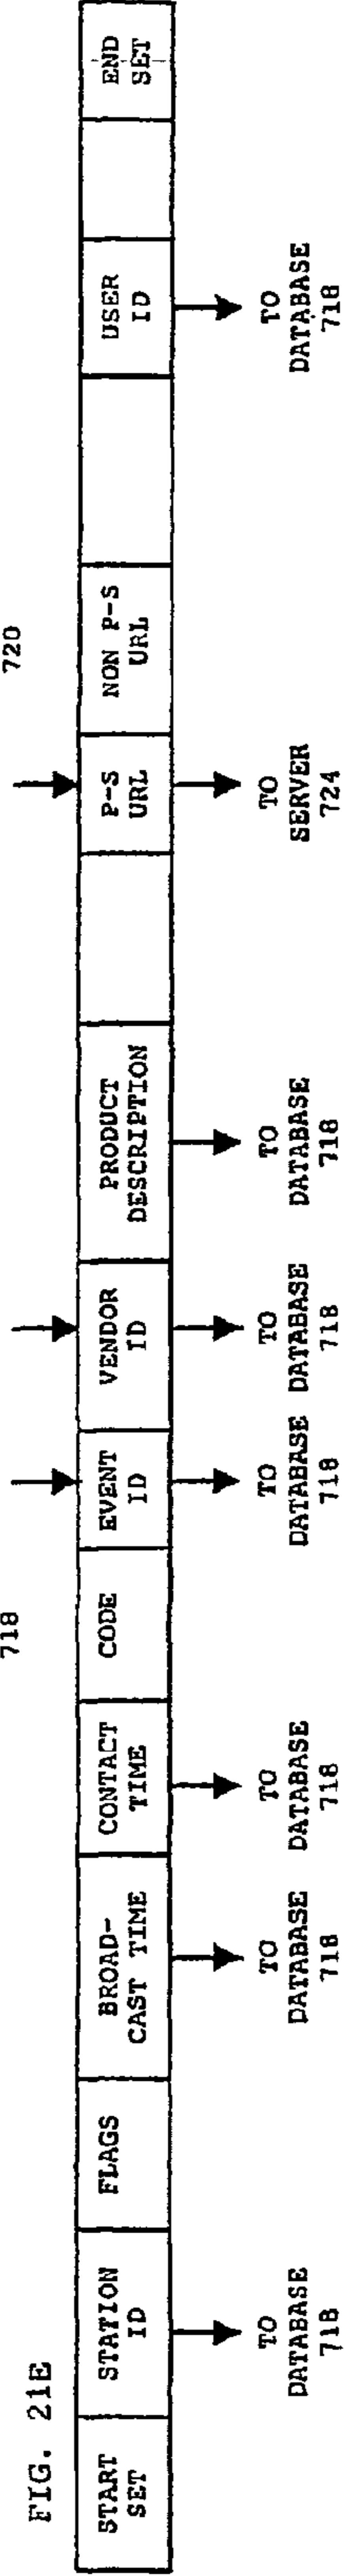 FIG. 21E
718
720
START
SET
STATION
ID
FLAGS
BROAD-
CAST TIME
CONTACT
TIME
CODE
EVENT
ID
VENDOR
ID
PRODUCT
DESCRIPTION
P-S
URL
NON P-S
URL
USER
ID
END
SET
TO
DATABASE
718
TO
DATABASE
718
TO
DATABASE
718
TO
DATABASE
718
TO
DATABASE
718
TO
DATABASE
718
TO
SERVER
724
TO
DATABASE
718